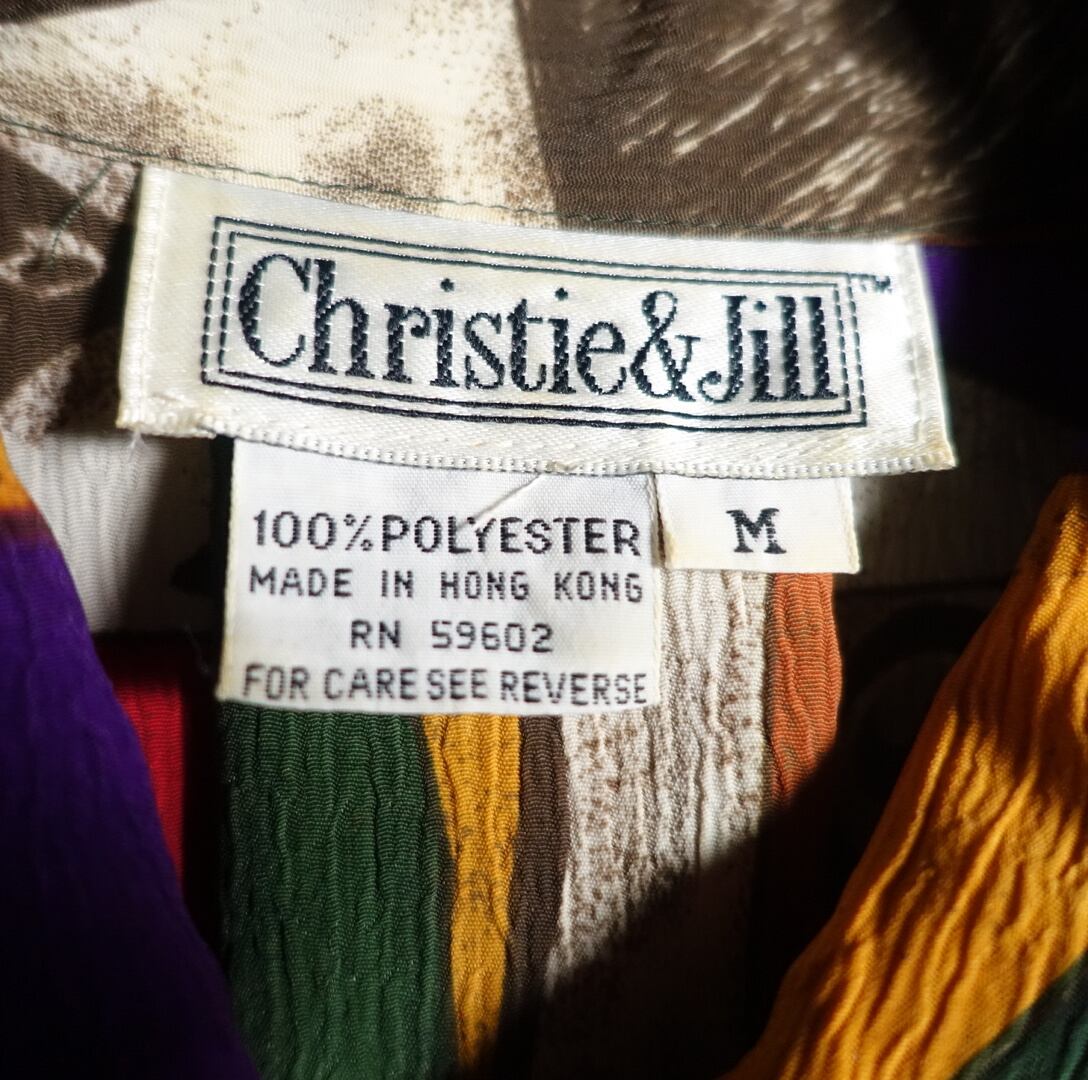 Christie&Jill™
100%POLYESTER
MADE IN HONG KONG
RN 59602
FOR CARE SEE REVERSE
M